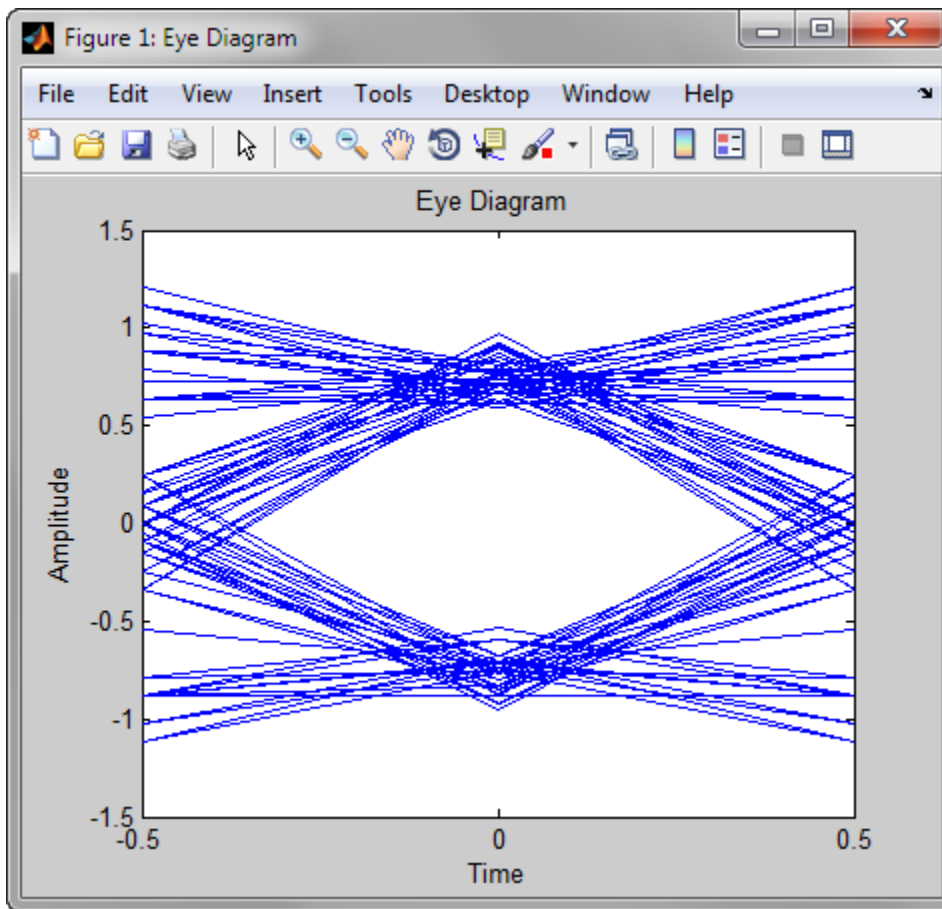 Figure 1: Eye Diagram
File Edit View Insert Tools Desktop Window Help
Eye Diagram
1.5
1
0.5
0
-0.5
-1
-1.5
Amplitude
-0.5 0 0.5
Time